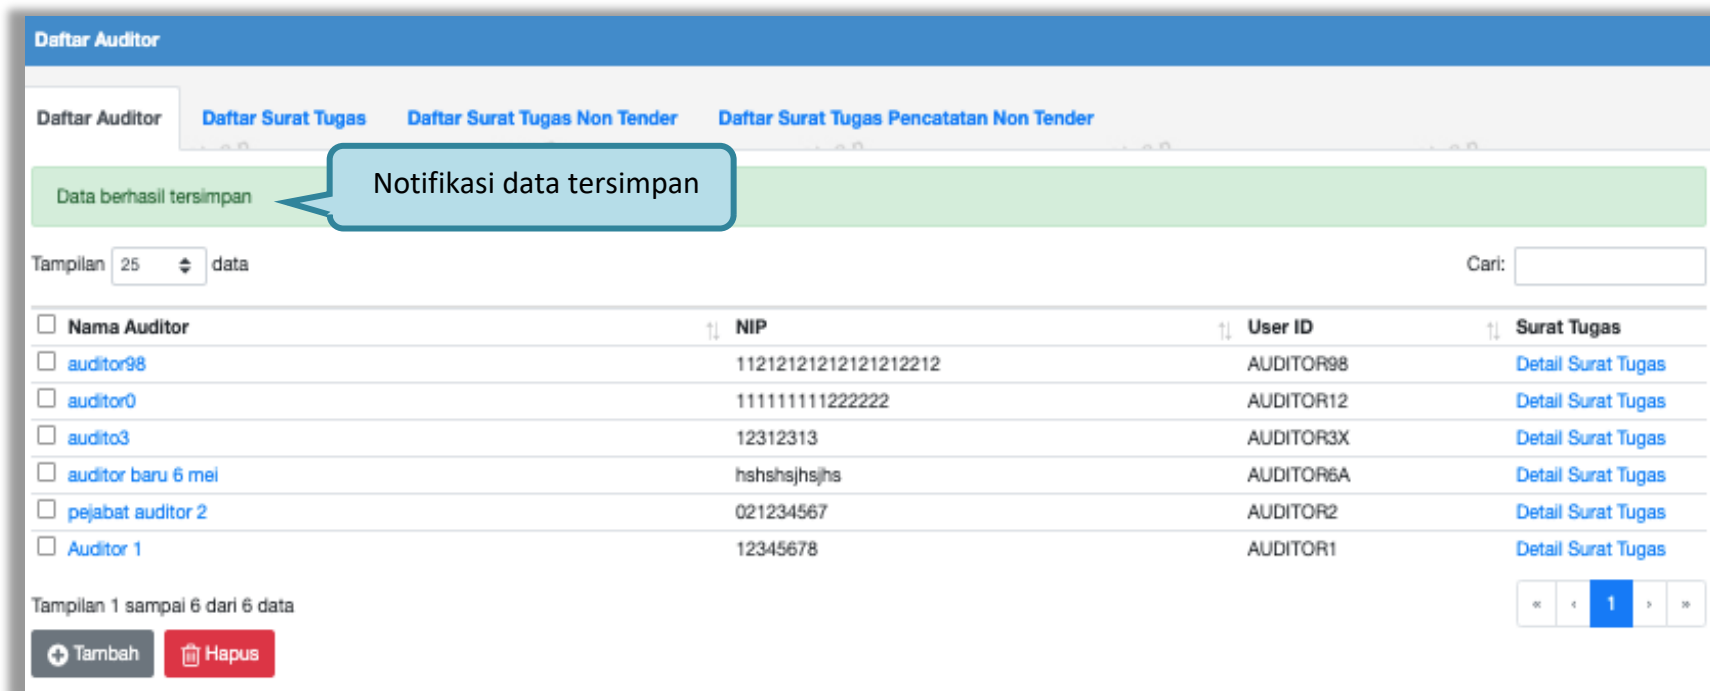 Daftar Auditor
Daftar Auditor Daftar Surat Tugas Daftar Surat Tugas Non Tender Daftar Surat Tugas Pencatatan Non Tender
Data berhasil tersimpan
Notifikasi data tersimpan
Tampilan 25 data Cari:
Nama Auditor NIP User ID Surat Tugas
auditor98 11212121212121212212 AUDITOR98 Detail Surat Tugas
auditor0 111111111222222 AUDITOR12 Detail Surat Tugas
audito3 12312313 AUDITOR3X Detail Surat Tugas
auditor baru 6 mei hshshsjhsjhs AUDITOR6A Detail Surat Tugas
pejabat auditor 2 021234567 AUDITOR2 Detail Surat Tugas
Auditor 1 12345678 AUDITOR1 Detail Surat Tugas
Tampilan 1 sampai 6 dari 6 data
« ‹ 1 › »
Tambah Hapus